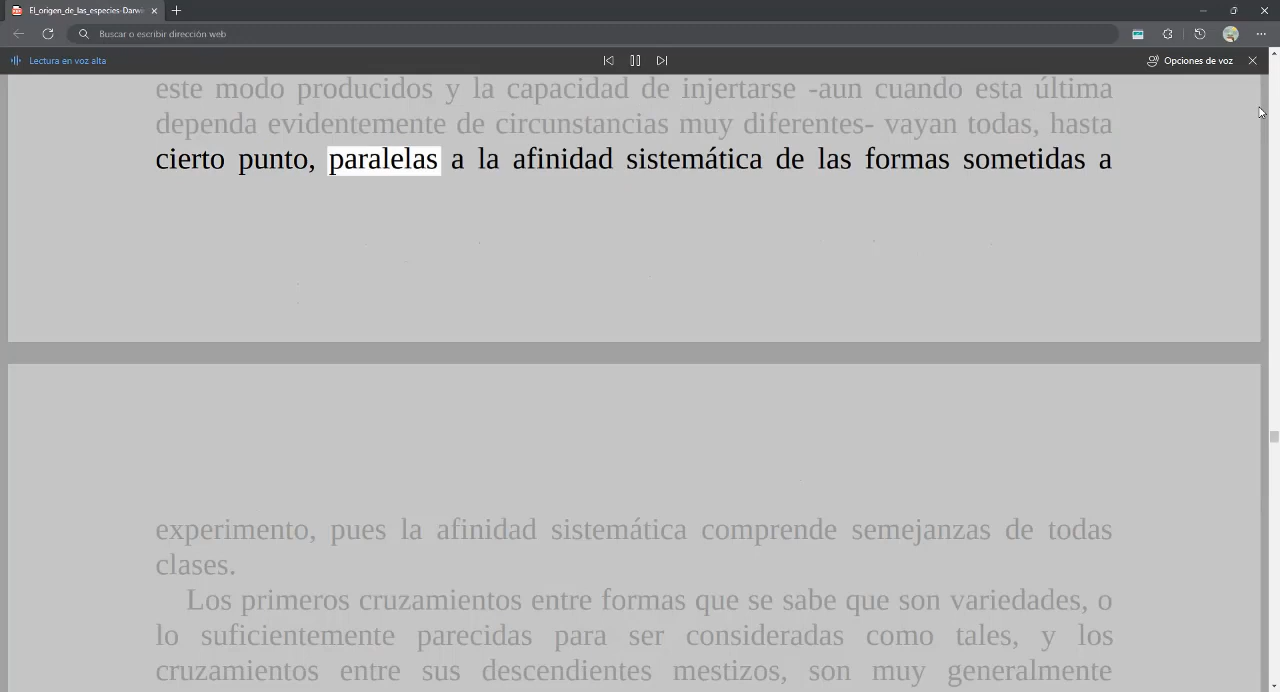 El_origen_de_las_especies-Darwi
Buscar o escribir dirección web
Lectura en voz alta
Opciones de voz
este modo producidos y la capacidad de injertarse -aun cuando esta última
dependa evidentemente de circunstancias muy diferentes- vayan todas, hasta
cierto punto, paralelas a la afinidad sistemática de las formas sometidas a
experimento, pues la afinidad sistemática comprende semejanzas de todas
clases.
Los primeros cruzamientos entre formas que se sabe que son variedades, o
lo suficientemente parecidas para ser consideradas como tales, y los
cruzamientos entre sus descendientes mestizos, son muy generalmente